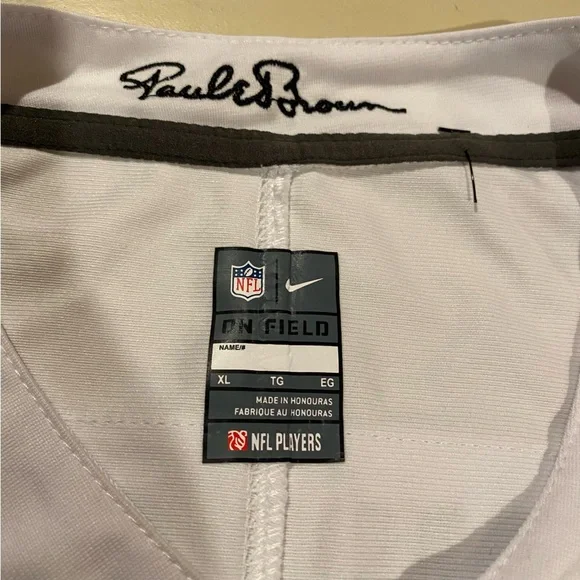 Paul E Brown
NFL
ON FIELD
NAME/#
XL TG EG
MADE IN HONDURAS
FABRIQUE AU HONDURAS
NFL PLAYERS